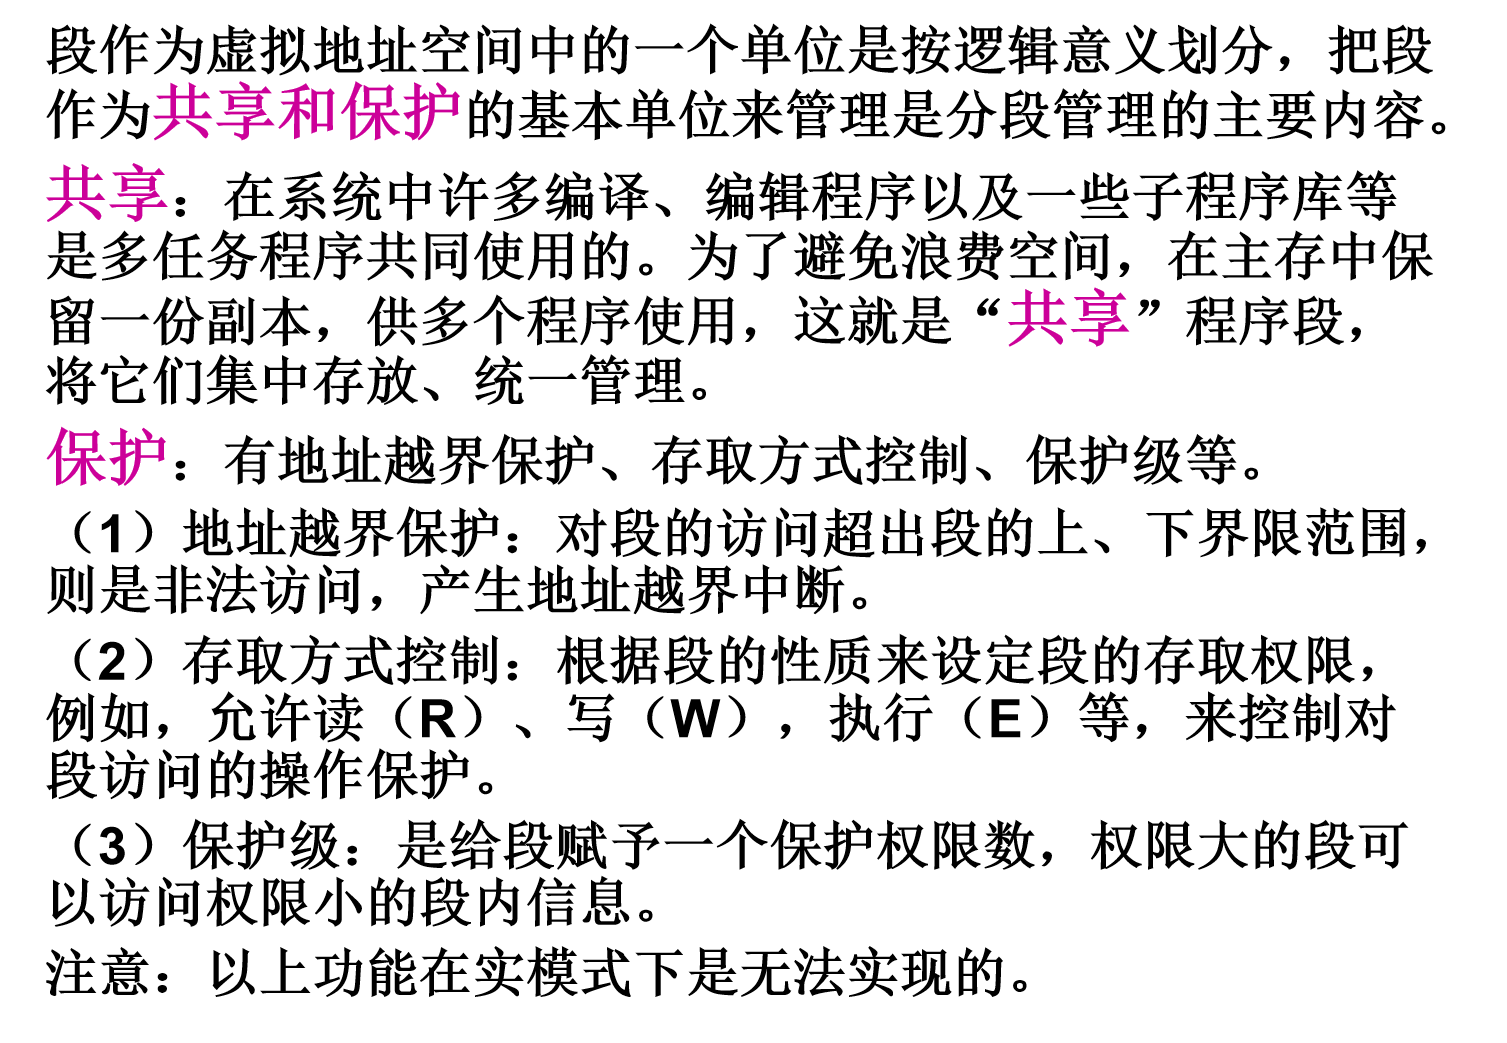 段作为虚拟地址空间中的一个单位是按逻辑意义划分，把段
作为共享和保护的基本单位来管理是分段管理的主要内容。
共享：在系统中许多编译、编辑程序以及一些子程序库等
是多任务程序共同使用的。为了避免浪费空间，在主存中保
留一份副本，供多个程序使用，这就是“共享”程序段，
将它们集中存放、统一管理。
保护：有地址越界保护、存取方式控制、保护级等。
（1）地址越界保护：对段的访问超出段的上、下界限范围，
则是非法访问，产生地址越界中断。
（2）存取方式控制：根据段的性质来设定段的存取权限，
例如，允许读（R）、写（W），执行（E）等，来控制对
段访问的操作保护。
（3）保护级：是给段赋予一个保护权限数，权限大的段可
以访问权限小的段内信息。
注意：以上功能在实模式下是无法实现的。